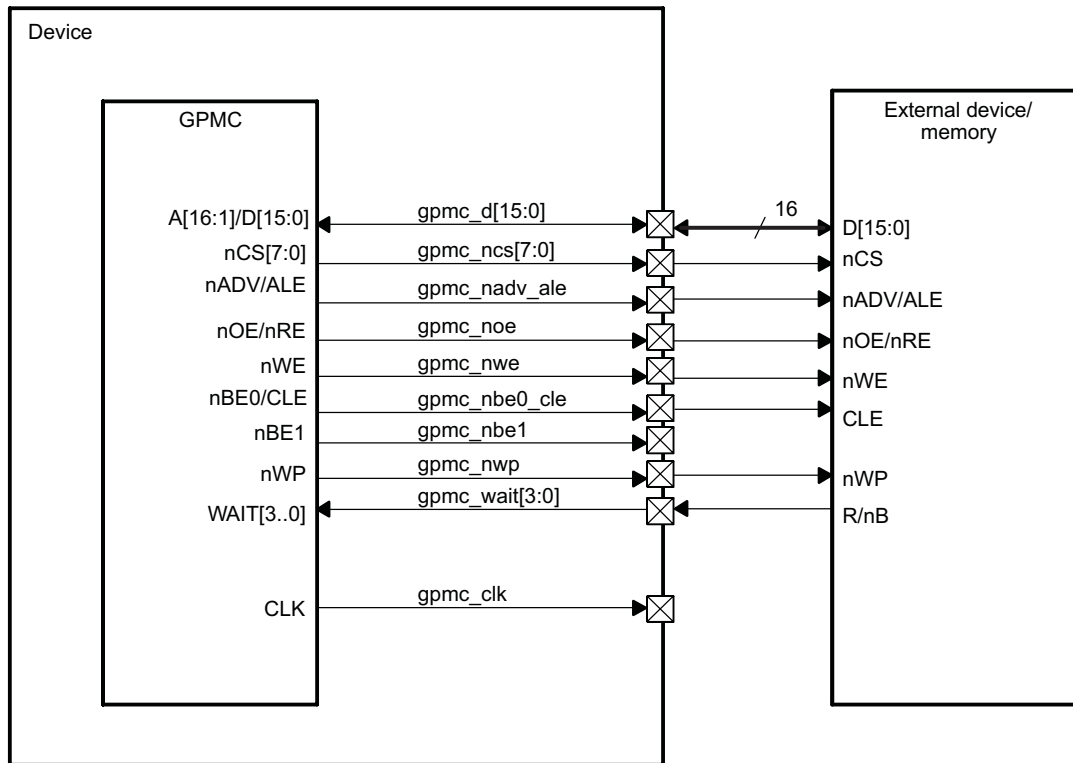 Device
GPMC
External device/
memory
A[16:1]/D[15:0]
gpmc_d[15:0]
16
D[15:0]
nCS[7:0]
gpmc_ncs[7:0]
nCS
nADV/ALE
gpmc_nadv_ale
nADV/ALE
nOE/nRE
gpmc_noe
nOE/nRE
nWE
gpmc_nwe
nWE
nBE0/CLE
gpmc_nbe0_cle
CLE
nBE1
gpmc_nbe1
nWP
gpmc_nwp
nWP
WAIT[3..0]
gpmc_wait[3:0]
R/nB
CLK
gpmc_clk